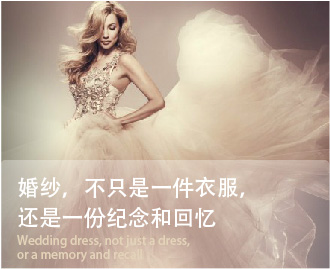 婚纱，不只是一件衣服，
还是一份纪念和回忆
Wedding dress, not just a dress,
or a memory and recall